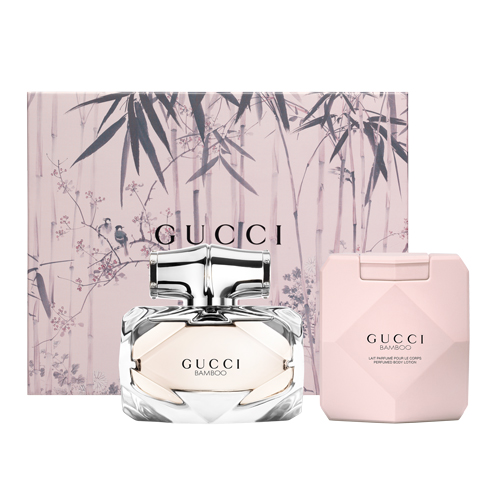 GUCCI
GUCCI
BAMBOO
GUCCI
BAMBOO
LAIT PARFUMÉ POUR LE CORPS
PERFUMED BODY LOTION